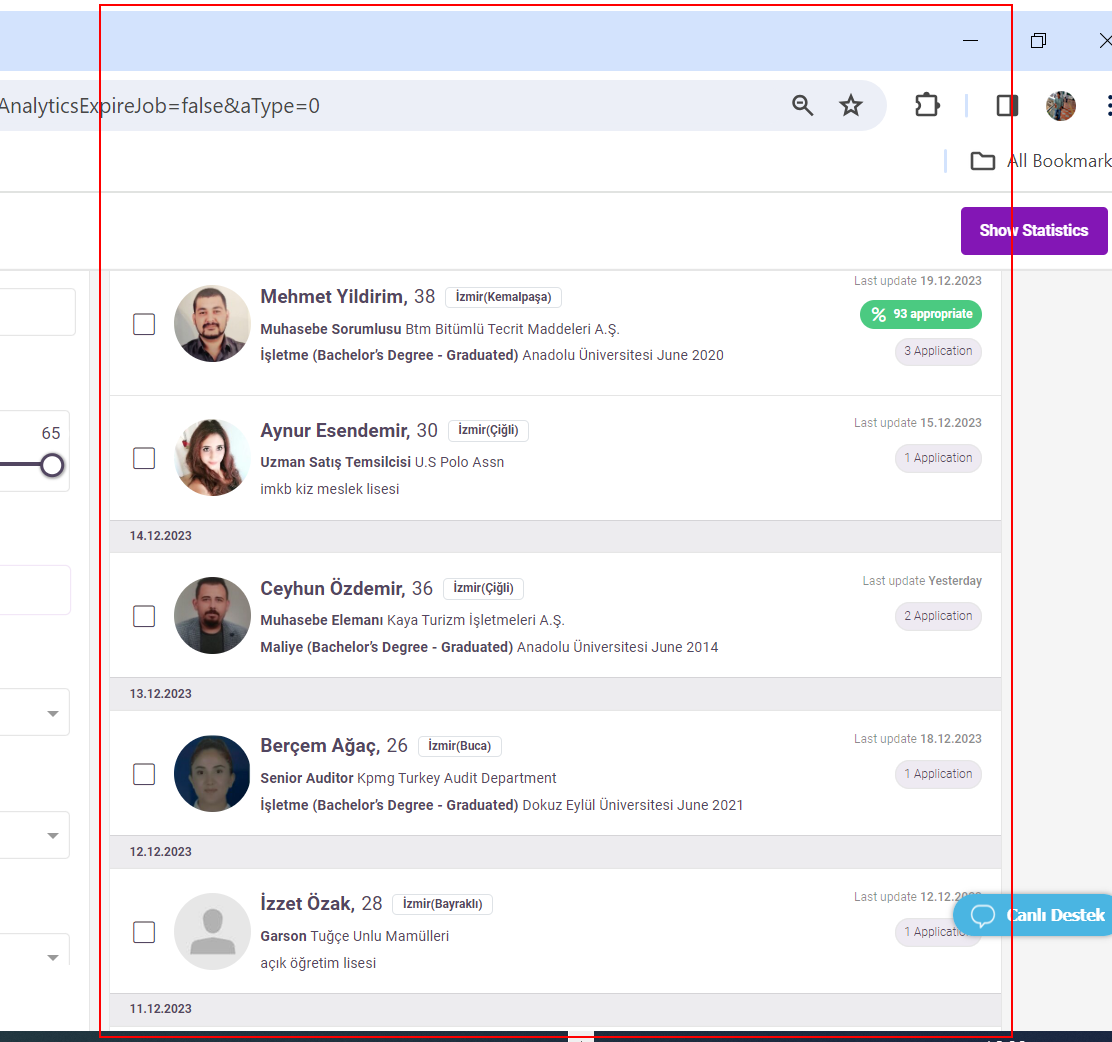 AnalyticsExpireJob=false&aType=0
All Bookmark
Show Statistics
65
Last update 19.12.2023
Mehmet Yildirim, 38 İzmir(Kemalpaşa)
% 93 appropriate
Muhasebe Sorumlusu Btm Bitümlü Tecrit Maddeleri A.Ş.
3 Application
İşletme (Bachelor's Degree - Graduated) Anadolu Üniversitesi June 2020
Last update 15.12.2023
Aynur Esendemir, 30 İzmir(Çiğli)
Uzman Satış Temsilcisi U.S Polo Assn
1 Application
imkb kiz meslek lisesi
14.12.2023
Last update Yesterday
Ceyhun Özdemir, 36 İzmir(Çiğli)
Muhasebe Elemanı Kaya Turizm İşletmeleri A.Ş.
2 Application
Maliye (Bachelor's Degree - Graduated) Anadolu Üniversitesi June 2014
13.12.2023
Last update 18.12.2023
Berçem Ağaç, 26 İzmir(Buca)
Senior Auditor Kpmg Turkey Audit Department
1 Application
İşletme (Bachelor's Degree - Graduated) Dokuz Eylül Üniversitesi June 2021
12.12.2023
Last update 12.12.2023
İzzet Özak, 28 İzmir(Bayraklı)
Canlı Destek
Garson Tuğçe Unlu Mamülleri
1 Application
açık öğretim lisesi
11.12.2023